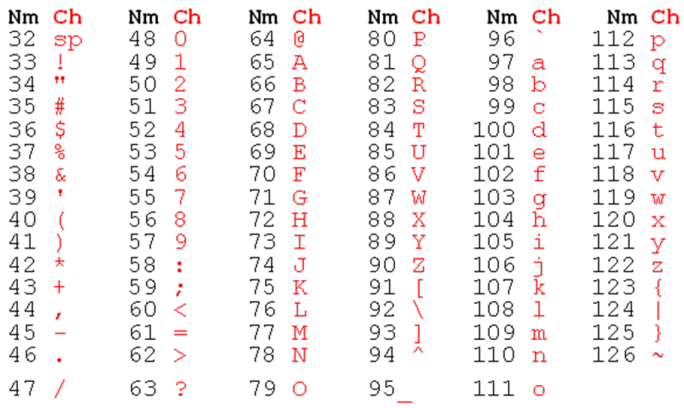 Nm Ch Nm Ch Nm Ch Nm Ch Nm Ch Nm Ch
32 sp 48 0 64 @ 80 P 96 ` 112 p
33 ! 49 1 65 A 81 Q 97 a 113 q
34 " 50 2 66 B 82 R 98 b 114 r
35 # 51 3 67 C 83 S 99 c 115 s
36 $ 52 4 68 D 84 T 100 d 116 t
37 % 53 5 69 E 85 U 101 e 117 u
38 & 54 6 70 F 86 V 102 f 118 v
39 ' 55 7 71 G 87 W 103 g 119 w
40 ( 56 8 72 H 88 X 104 h 120 x
41 ) 57 9 73 I 89 Y 105 i 121 y
42 * 58 : 74 J 90 Z 106 j 122 z
43 + 59 ; 75 K 91 [ 107 k 123 {
44 , 60 < 76 L 92 \ 108 l 124 |
45 - 61 = 77 M 93 ] 109 m 125 }
46 . 62 > 78 N 94 ^ 110 n 126 ~
47 / 63 ? 79 O 95 _ 111 o